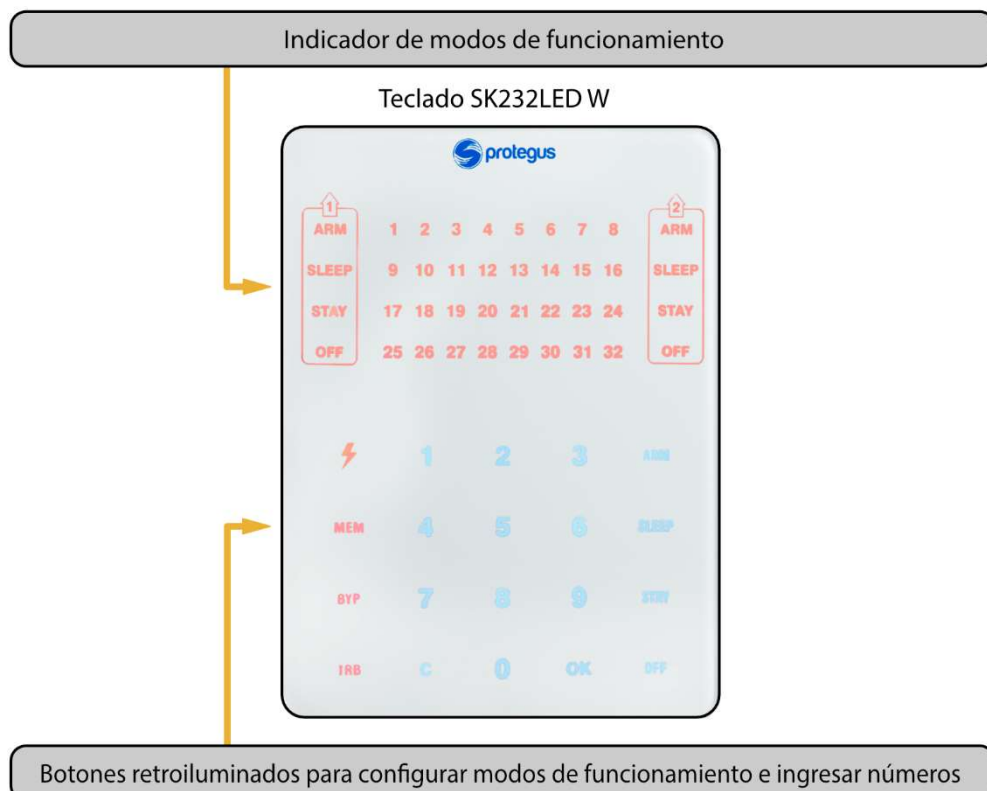 Indicador de modos de funcionamiento
Teclado SK232LED W
protegus
1 2
ARM 1 2 3 4 5 6 7 8 ARM
SLEEP 9 10 11 12 13 14 15 16 SLEEP
STAY 17 18 19 20 21 22 23 24 STAY
OFF 25 26 27 28 29 30 31 32 OFF
1 2 3 ARM
MEM 4 5 6 SLEEP
BYP 7 8 9 STAY
TRB C 0 OK OFF
Botones retroiluminados para configurar modos de funcionamiento e ingresar números